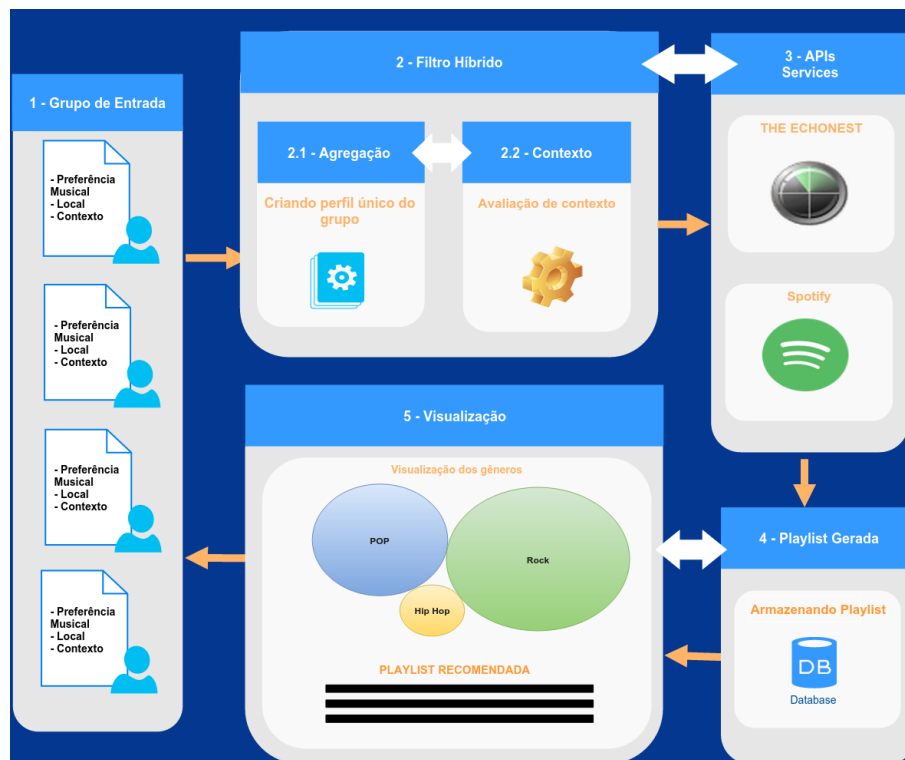 1 - Grupo de Entrada
- Preferência
Musical
- Local
- Contexto
- Preferência
Musical
- Local
- Contexto
- Preferência
Musical
- Local
- Contexto
- Preferência
Musical
- Local
- Contexto
2 - Filtro Híbrido
2.1 - Agregação
Criando perfil único do
grupo
2.2 - Contexto
Avaliação de contexto
3 - APIs
Services
THE ECHONEST
Spotify
4 - Playlist Gerada
Armazenando Playlist
DB
Database
5 - Visualização
Visualização dos gêneros
POP
Rock
Hip Hop
PLAYLIST RECOMENDADA